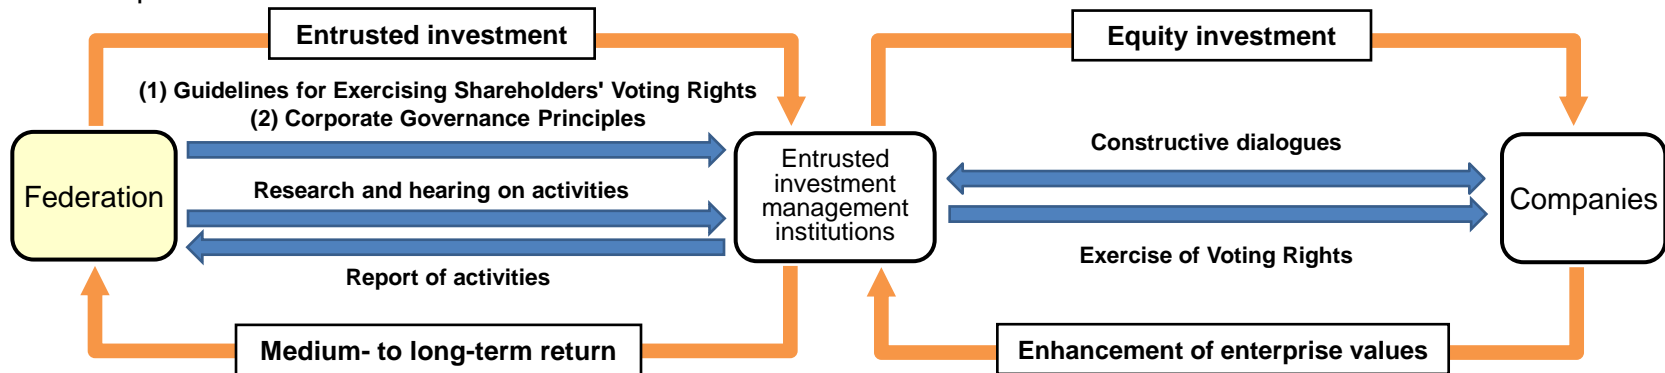 Entrusted investment
Equity investment
(1) Guidelines for Exercising Shareholders' Voting Rights
(2) Corporate Governance Principles
Federation
Research and hearing on activities
Report of activities
Entrusted
investment
management
institutions
Constructive dialogues
Exercise of Voting Rights
Companies
Medium- to long-term return
Enhancement of enterprise values